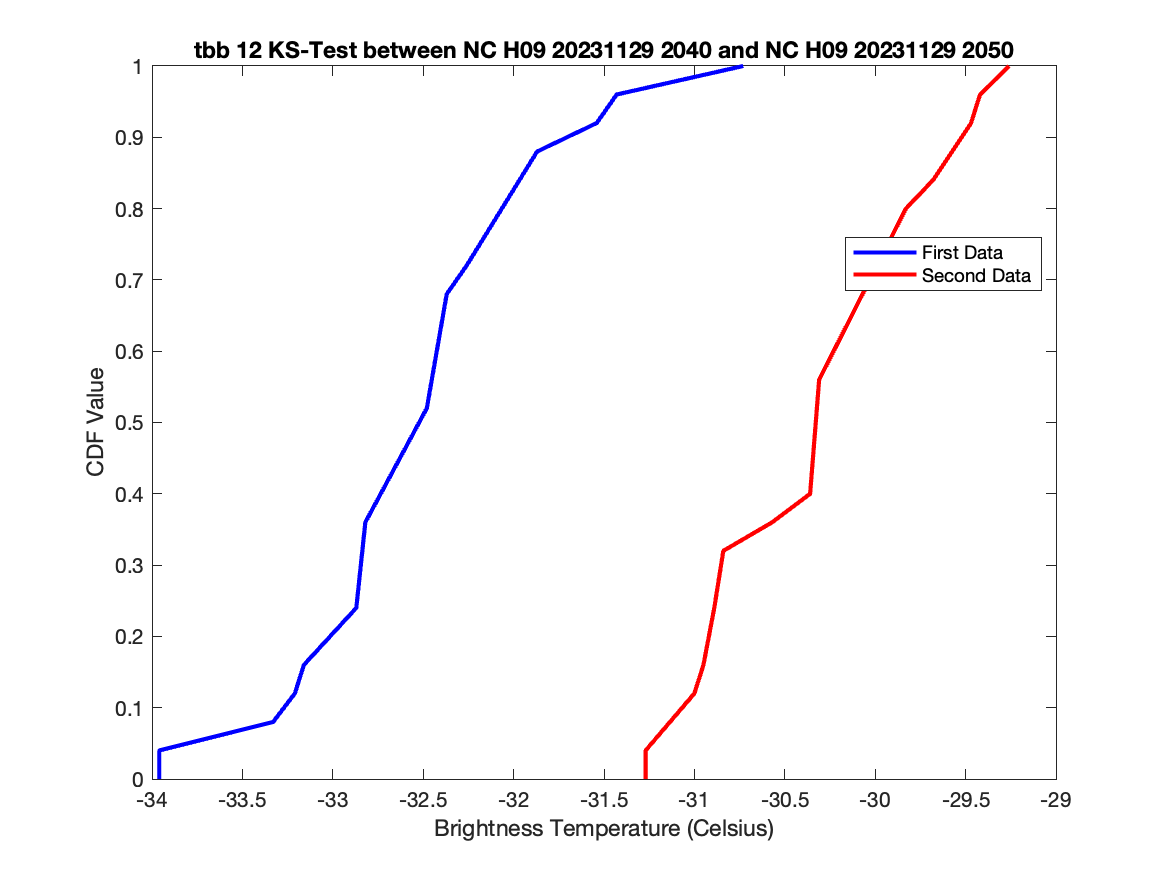 tbb 12 KS-Test between NC H09 20231129 2040 and NC H09 20231129 2050
1
0.9
0.8
0.7
0.6
0.5
0.4
0.3
0.2
0.1
0
CDF Value
First Data
Second Data
-34 -33.5 -33 -32.5 -32 -31.5 -31 -30.5 -30 -29.5 -29
Brightness Temperature (Celsius)